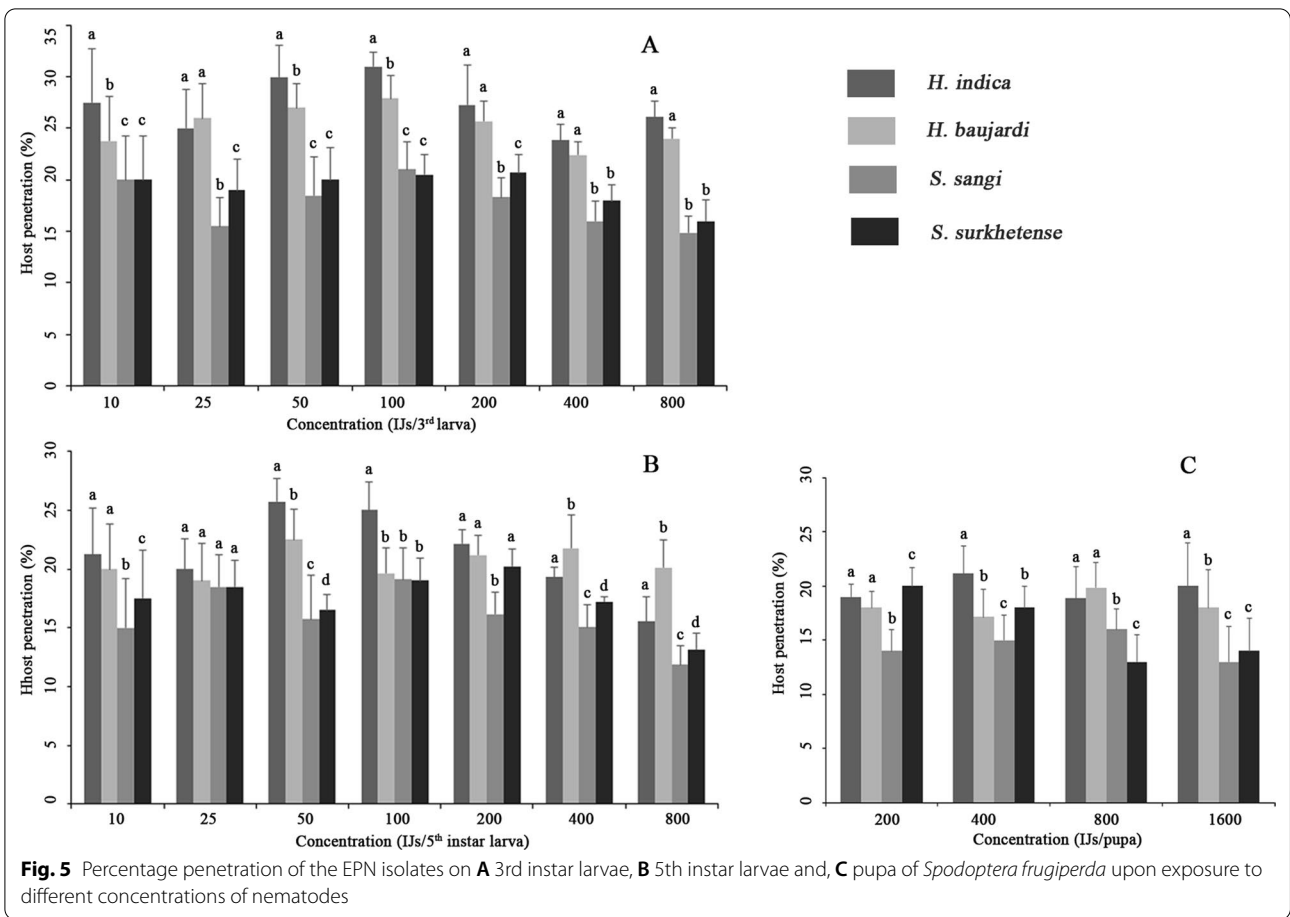 A
Host penetration (%)
35
30
25
20
15
10
5
0
a b c c
a a b c
a b c c
a b c c
a a b c
a a b b
a a b b
10 25 50 100 200 400 800
Concentration (IJs/3rd larva)
H. indica
H. baujardi
S. sangi
S. surkhetense
B
Hhost penetration (%)
30
25
20
15
10
5
0
a a b c
a a a a
a b c d
a b b b
a a b a
a b c d
a b c d
10 25 50 100 200 400 800
Concentration (IJs/5th instar larva)
C
Host penetration (%)
30
25
20
15
10
5
0
a a b c
a b c b
a a b c
a b c c
200 400 800 1600
Concentration (IJs/pupa)
Fig. 5 Percentage penetration of the EPN isolates on A 3rd instar larvae, B 5th instar larvae and, C pupa of Spodoptera frugiperda upon exposure to
different concentrations of nematodes